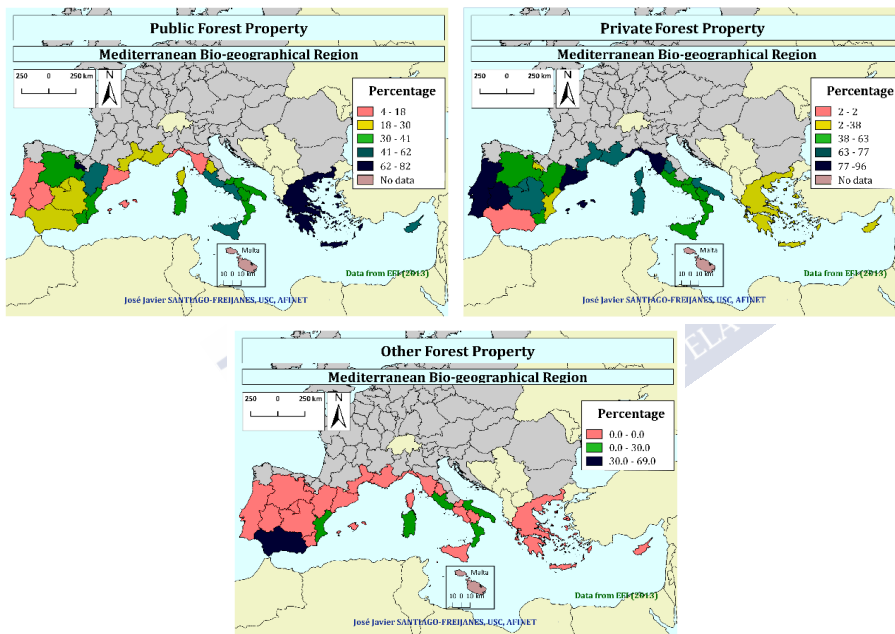 Public Forest Property
Mediterranean Bio-geographical Region
250 0 250 km
N
Percentage
4 - 18
18 - 30
30 - 41
41 - 62
62 - 82
No data
Malta
10 0 10 km
Data from EFI (2013)
José Javier SANTIAGO-FREIJANES, USC, AFINET
Private Forest Property
Mediterranean Bio-geographical Region
250 0 250 km
N
Percentage
2 - 2
2 -38
38 - 63
63 - 77
77 -96
No data
Malta
10 0 10 km
Data from EFI (2013)
José Javier SANTIAGO-FREIJANES, USC, AFINET
Other Forest Property
Mediterranean Bio-geographical Region
250 0 250 km
N
Percentage
0.0 - 0.0
0.0 - 30.0
30.0 - 69.0
Malta
10 0 10 km
Data from EFI (2013)
José Javier SANTIAGO-FREIJANES, USC, AFINET